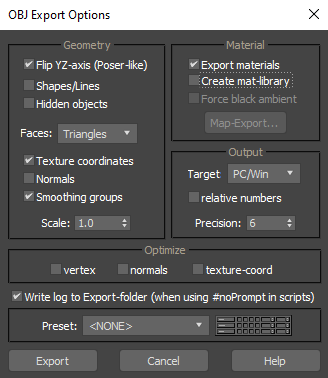 OBJ Export Options
Geometry
Flip YZ-axis (Poser-like)
Shapes/Lines
Hidden objects
Faces: Triangles
Texture coordinates
Normals
Smoothing groups
Scale: 1.0
Material
Export materials
Create mat-library
Force black ambient
Map-Export...
Output
Target PC/Win
relative numbers
Precision: 6
Optimize
vertex normals texture-coord
Write log to Export-folder (when using #noPrompt in scripts)
Preset: <NONE>
Export Cancel Help